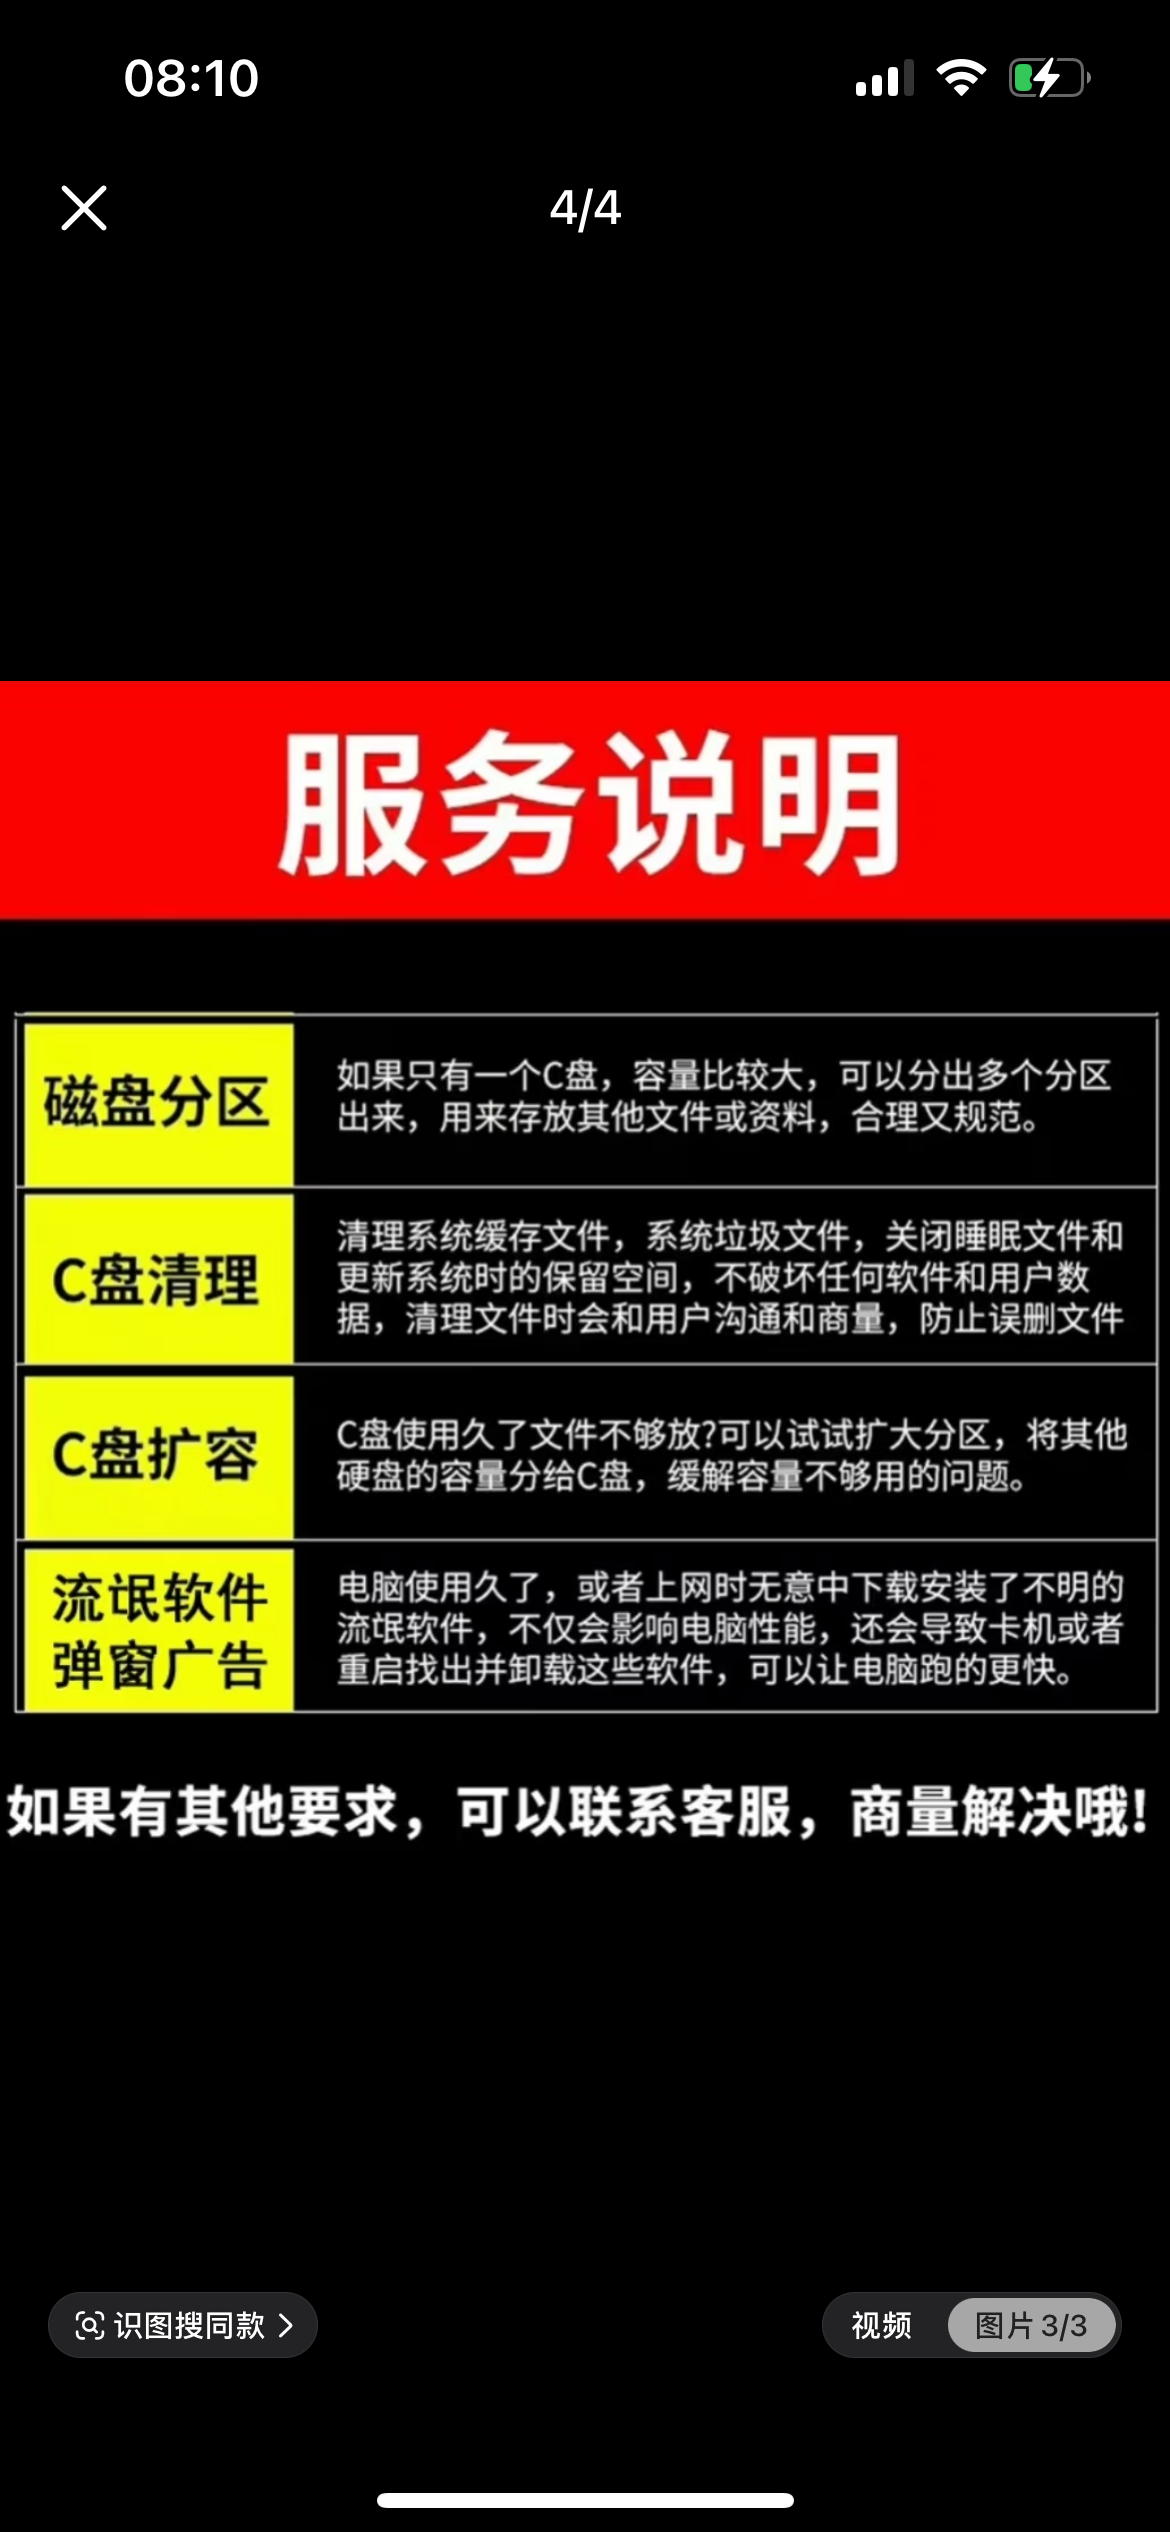 08:10
4/4
服务说明
磁盘分区
如果只有一个C盘，容量比较大，可以分出多个分区
出来，用来存放其他文件或资料，合理又规范。
C盘清理
清理系统缓存文件，系统垃圾文件，关闭睡眠文件和
更新系统时的保留空间，不破坏任何软件和用户数
据，清理文件时会和用户沟通和商量，防止误删文件
C盘扩容
C盘使用久了文件不够放?可以试试扩大分区，将其他
硬盘的容量分给C盘，缓解容量不够用的问题。
流氓软件
弹窗广告
电脑使用久了，或者上网时无意中下载安装了不明的
流氓软件，不仅会影响电脑性能，还会导致卡机或者
重启找出并卸载这些软件，可以让电脑跑的更快。
如果有其他要求，可以联系客服，商量解决哦!
识图搜同款
视频
图片3/3